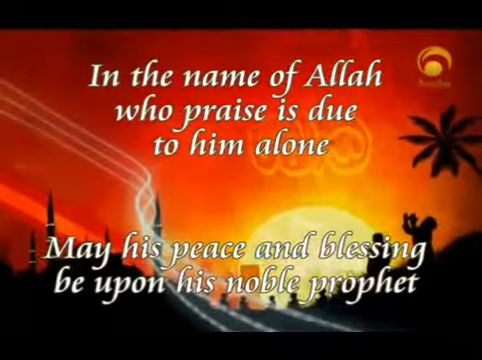 In the name of Allah
who praise is due
to him alone
May his peace and blessing
be upon his noble prophet